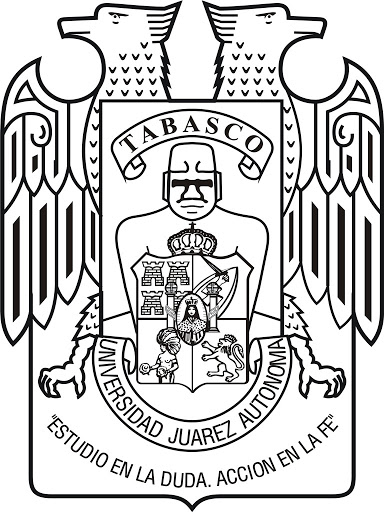 TABASCO
UNIVERSIDAD JUAREZ AUTONOMA
"ESTUDIO EN LA DUDA. ACCION EN LA FE"